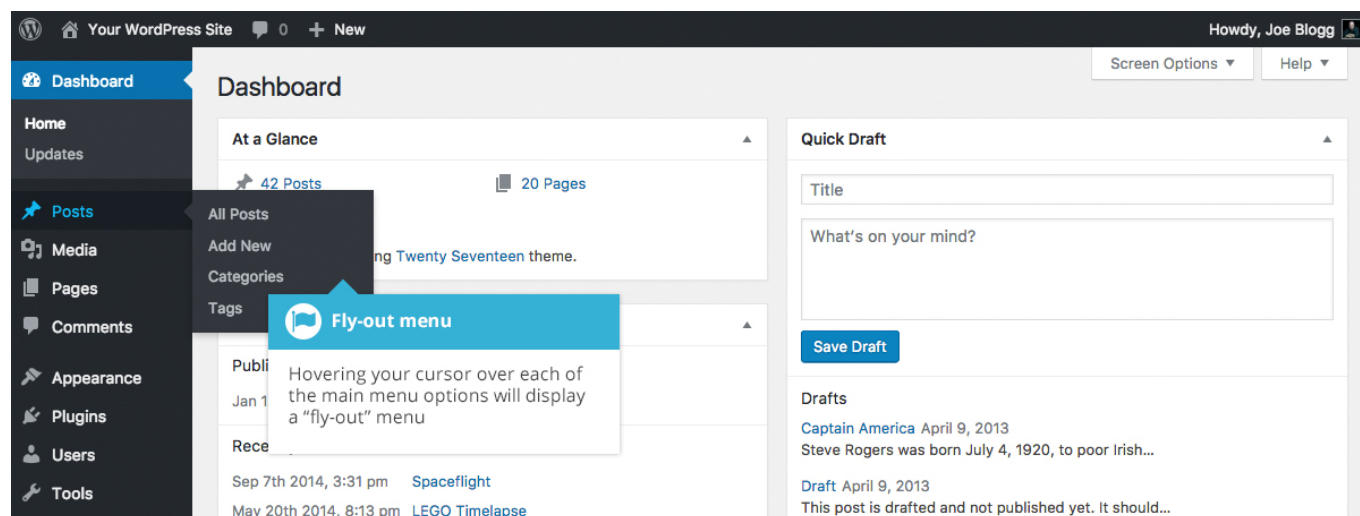 Your WordPress Site 0 + New Howdy, Joe Blogg
Screen Options ▼ Help ▼
Dashboard
Home
Updates
Posts
Media
Pages
Comments
Appearance
Plugins
Users
Tools
All Posts
Add New
Categories
Tags
Dashboard
At a Glance
42 Posts 20 Pages
Twenty Seventeen theme.
Fly-out menu
Hovering your cursor over each of
the main menu options will display
a “fly-out” menu
Sep 7th 2014, 3:31 pm Spaceflight
May 20th 2014, 8:13 pm LEGO Timelapse
Quick Draft
Title
What's on your mind?
Save Draft
Drafts
Captain America April 9, 2013
Steve Rogers was born July 4, 1920, to poor Irish...
Draft April 9, 2013
This post is drafted and not published yet. It should...